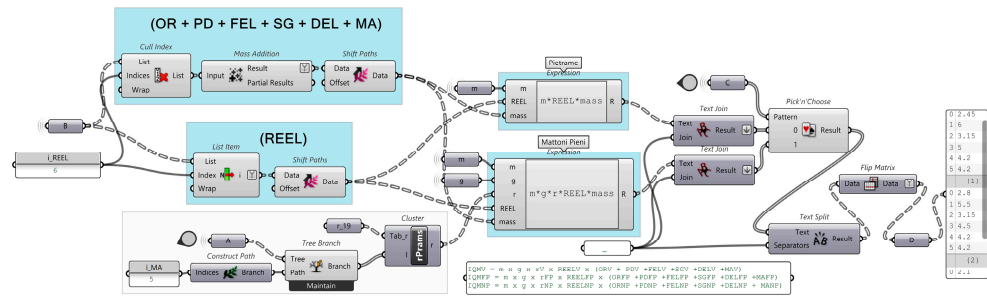 (OR + PD + FEL + SG + DEL + MA)
Cull Index
List
Indices
Wrap
List
Mass Addition
Input
Result
Partial Results
Shift Paths
Data
Offset
Data
B
i_REEL
6
(REEL)
List Item
List
Index
Wrap
N
i
Shift Paths
Data
Offset
Data
Pietrame
Expression
m
m
REEL
mass
m*REEL*mass
R
Mattoni Pieni
Expression
m
g
m
g
r
REEL
mass
m*g*r*REEL*mass
R
C
Text Join
Text
Join
Result
Text Join
Text
Join
Result
Pick'n'Choose
Pattern
0
1
Result
Flip Matrix
Data
Data
Text Split
Text
Separators
Result
D
_
A
Construct Path
Indices
Branch
i_MA
5
Tree Branch
Tree
Path
Branch
Maintain
r_19
Cluster
Tab_r
I
rPrans
r
IQMV = m x g x rV x REELV x (ORV + PDV +FELV +SGV +DELV +MAV)
IQMFP = m x g x rFP x REELFP x (ORFP +PDFP +FELFP +SGFP +DELFP +MAFP)
IQMNP = m x g x rNP x REELNP x (ORNP +PDNP +FELNP +SGNP +DELNP + MANP)
0 2.45
1 6
2 3.15
3 5
4 4.2
5 4.2
(1)
0 2.8
1 5.5
2 3.15
3 4.5
4 4.2
5 4.2
(2)
0 2.1